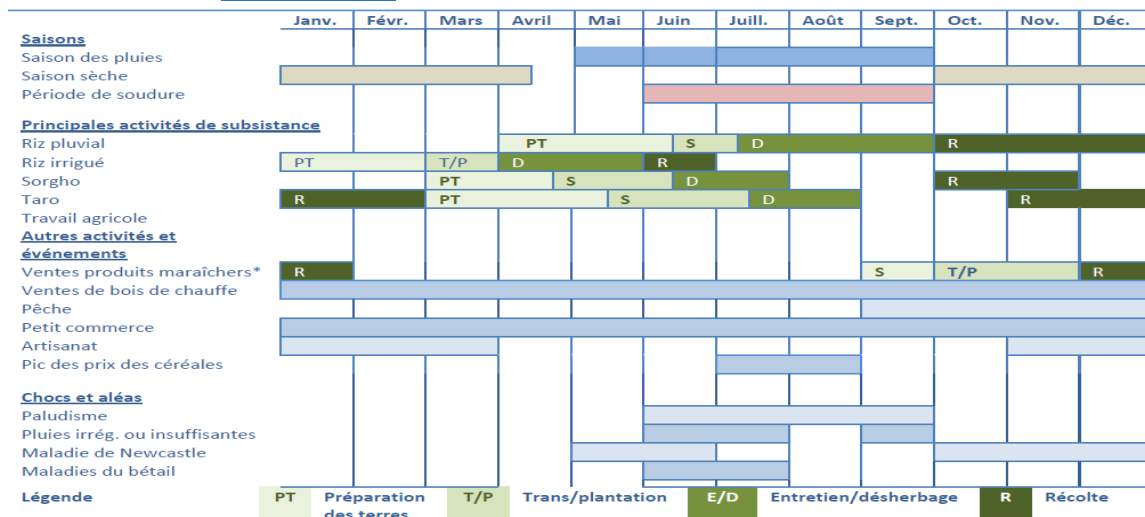 Janv. Févr. Mars Avril Mai Juin Juill. Août Sept. Oct. Nov. Déc.
Saisons
Saison des pluies
Saison sèche
Période de soudure
Principales activités de subsistance
Riz pluvial PT S D R
Riz irrigué PT T/P D R
Sorgho PT S D R
Taro R PT S D R
Travail agricole
Autres activités et
événements
Ventes produits maraîchers* R S T/P R
Ventes de bois de chauffe
Pêche
Petit commerce
Artisanat
Pic des prix des céréales
Chocs et aléas
Paludisme
Pluies irrég. ou insuffisantes
Maladie de Newcastle
Maladies du bétail
Légende PT Préparation T/P Trans/plantation E/D Entretien/désherbage R Récolte
des terres